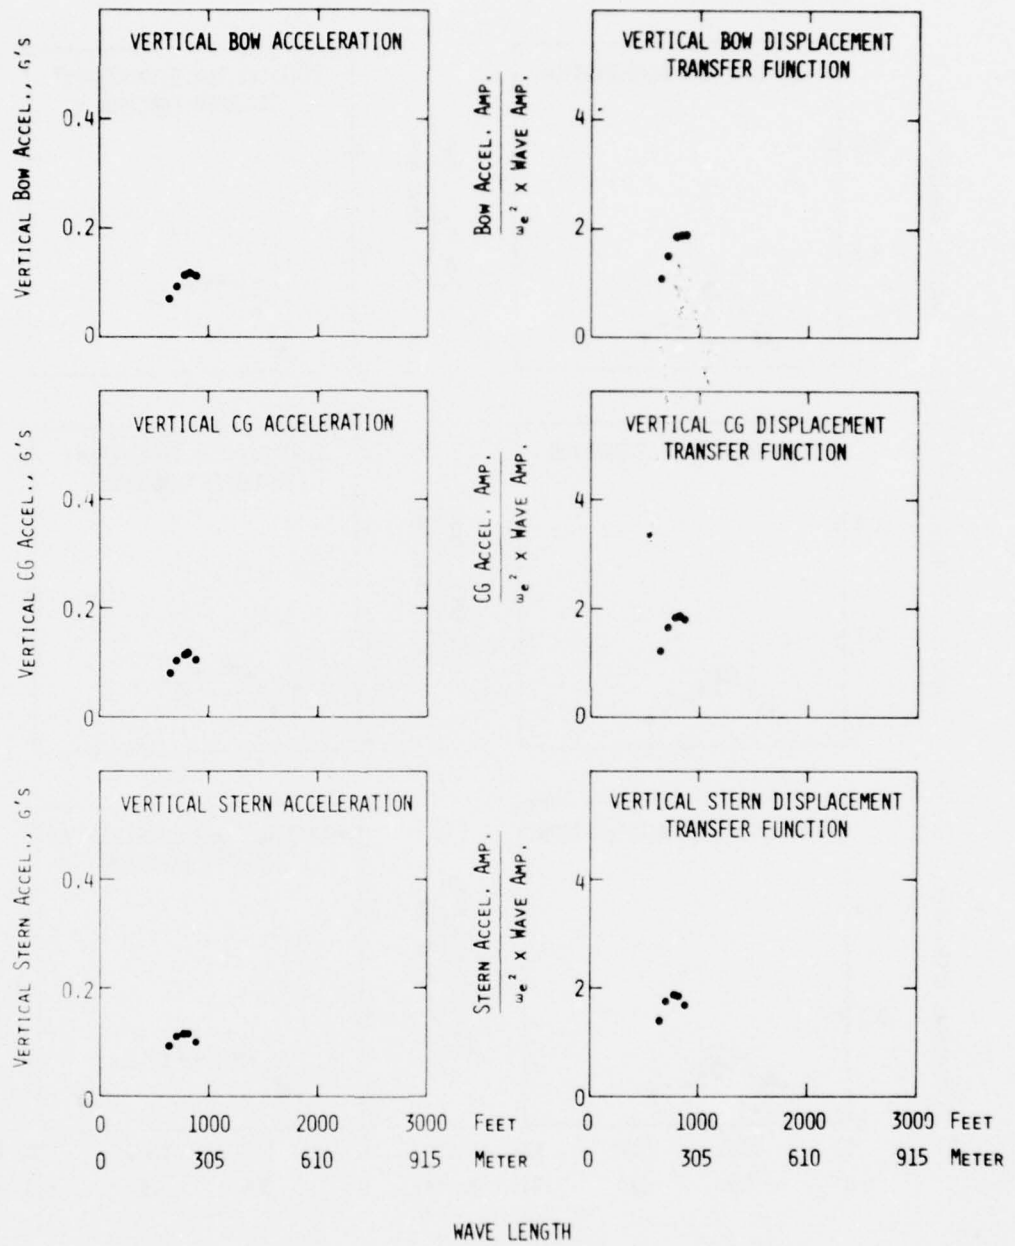 VERTICAL BOW ACCELERATION
VERTICAL BOW ACCEL., G'S
0.4
0.2
0
VERTICAL BOW DISPLACEMENT
TRANSFER FUNCTION
BOW ACCEL. AMP.
ωe² X WAVE AMP.
4
2
0
VERTICAL CG ACCELERATION
VERTICAL CG ACCEL., G'S
0.4
0.2
0
VERTICAL CG DISPLACEMENT
TRANSFER FUNCTION
CG ACCEL. AMP.
ωe² X WAVE AMP.
4
2
0
VERTICAL STERN ACCELERATION
VERTICAL STERN ACCEL., G'S
0.4
0.2
0
VERTICAL STERN DISPLACEMENT
TRANSFER FUNCTION
STERN ACCEL. AMP.
ωe² X WAVE AMP.
4
2
0
0 1000 2000 3000 FEET
0 305 610 915 METER
0 1000 2000 3000 FEET
0 305 610 915 METER
WAVE LENGTH